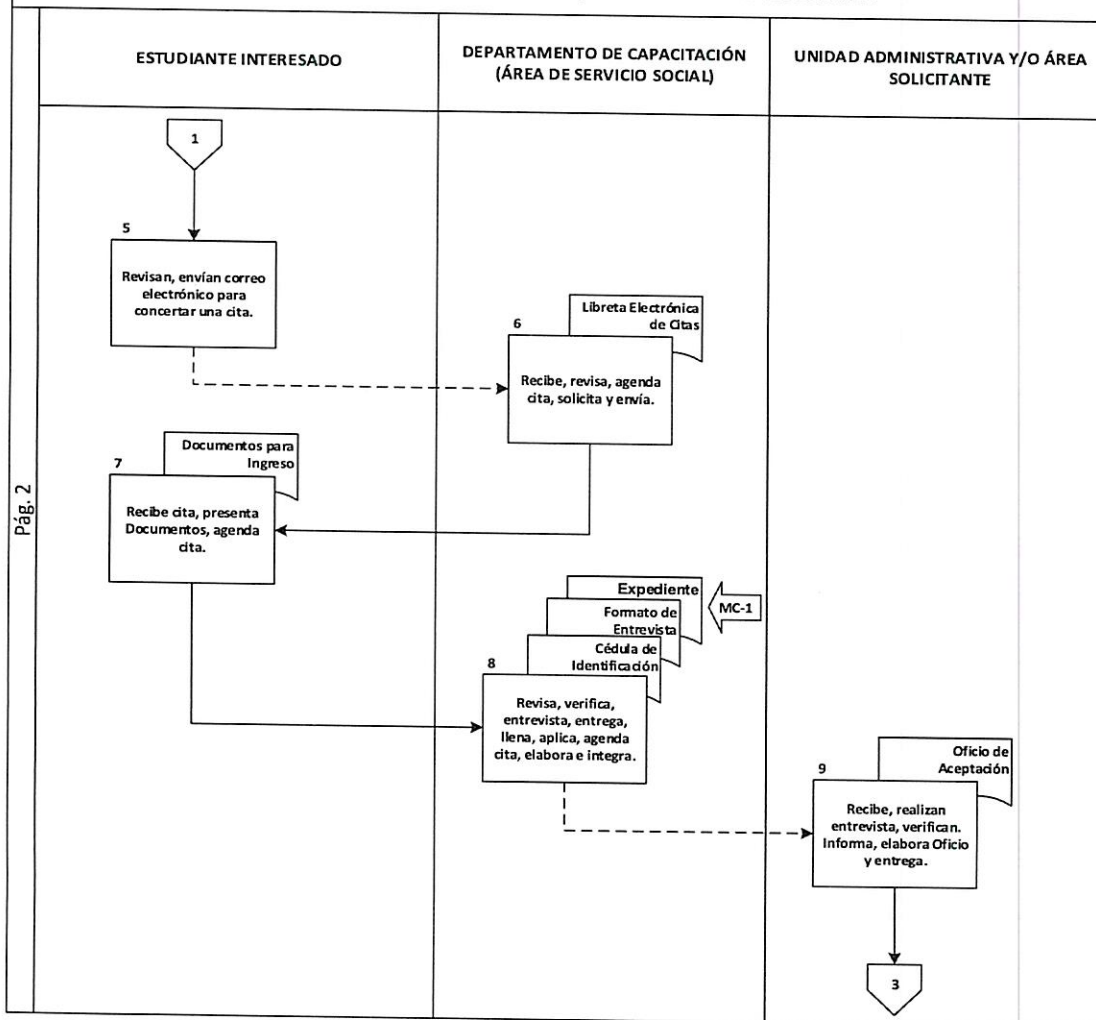 ESTUDIANTE INTERESADO
DEPARTAMENTO DE CAPACITACIÓN
(ÁREA DE SERVICIO SOCIAL)
UNIDAD ADMINISTRATIVA Y/O ÁREA
SOLICITANTE
Pág. 2
1
5
Revisan, envían correo
electrónico para
concertar una cita.
Libreta Electrónica
de Citas
6
Recibe, revisa, agenda
cita, solicita y envía.
Documentos para
Ingreso
7
Recibe cita, presenta
Documentos, agenda
cita.
Expediente
MC-1
Formato de
Entrevista
Cédula de
Identificación
8
Revisa, verifica,
entrevista, entrega,
llena, aplica, agenda
cita, elabora e integra.
Oficio de
Aceptación
9
Recibe, realizan
entrevista, verifican.
Informa, elabora Oficio
y entrega.
3